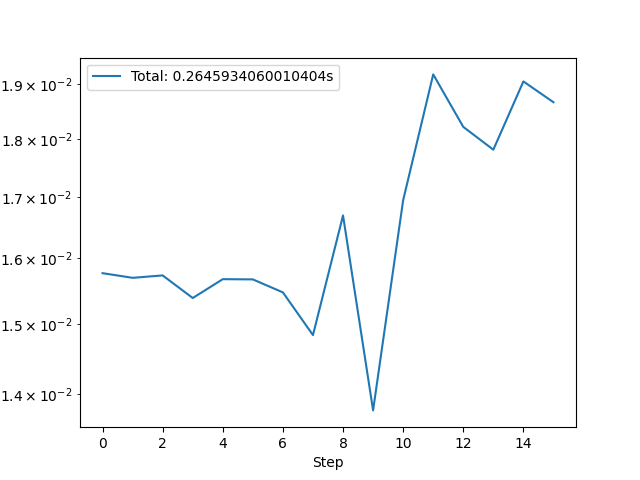 Total: 0.2645934060010404s
1.9 × 10⁻²
1.8 × 10⁻²
1.7 × 10⁻²
1.6 × 10⁻²
1.5 × 10⁻²
1.4 × 10⁻²
0 2 4 6 8 10 12 14
Step